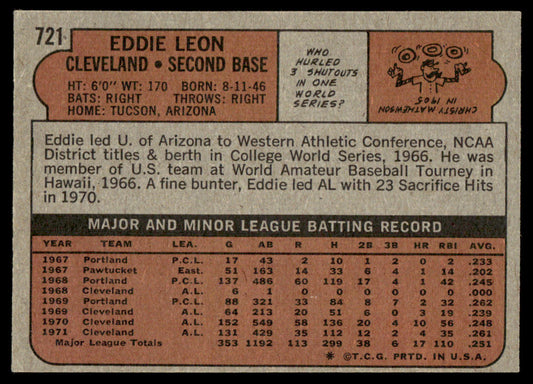 721
EDDIE LEON
CLEVELAND • SECOND BASE
HT: 6'0" WT: 170 BORN: 8-11-46
BATS: RIGHT THROWS: RIGHT
HOME: TUCSON, ARIZONA
WHO
HURLED
3 SHUTOUTS
IN ONE
WORLD
SERIES?
CHRISTY MATHEWSON
IN 1905
Eddie led U. of Arizona to Western Athletic Conference, NCAA
District titles & berth in College World Series, 1966. He was
member of U.S. team at World Amateur Baseball Tourney in
Hawaii, 1966. A fine bunter, Eddie led AL with 23 Sacrifice Hits
in 1970.
MAJOR AND MINOR LEAGUE BATTING RECORD
YEAR TEAM LEA. G AB R H 2B 3B HR RBI AVG.
1967 Portland P.C.L. 17 43 2 10 1 2 0 2 .233
1967 Pawtucket East. 51 163 14 33 6 4 1 14 .202
1968 Portland P.C.L. 137 486 60 119 17 4 1 42 .245
1968 Cleveland A.L. 6 1 0 0 0 0 0 0 .000
1969 Portland P.C.L. 88 321 33 84 8 7 2 32 .262
1969 Cleveland A.L. 64 213 20 51 6 0 3 19 .239
1970 Cleveland A.L. 152 549 58 136 20 4 10 56 .248
1971 Cleveland A.L. 131 429 35 112 12 2 4 35 .261
Major League Totals 353 1192 113 299 38 6 17 110 .251
* © T.C.G. PRTD. IN U.S.A.